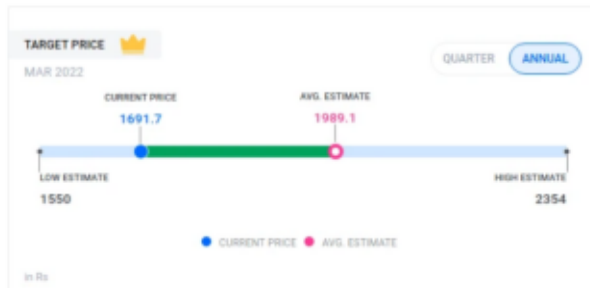 TARGET PRICE
MAR 2022
QUARTER ANNUAL
CURRENT PRICE AVG. ESTIMATE
1691.7 1989.1
LOW ESTIMATE HIGH ESTIMATE
1550 2354
CURRENT PRICE AVG. ESTIMATE
in Rs